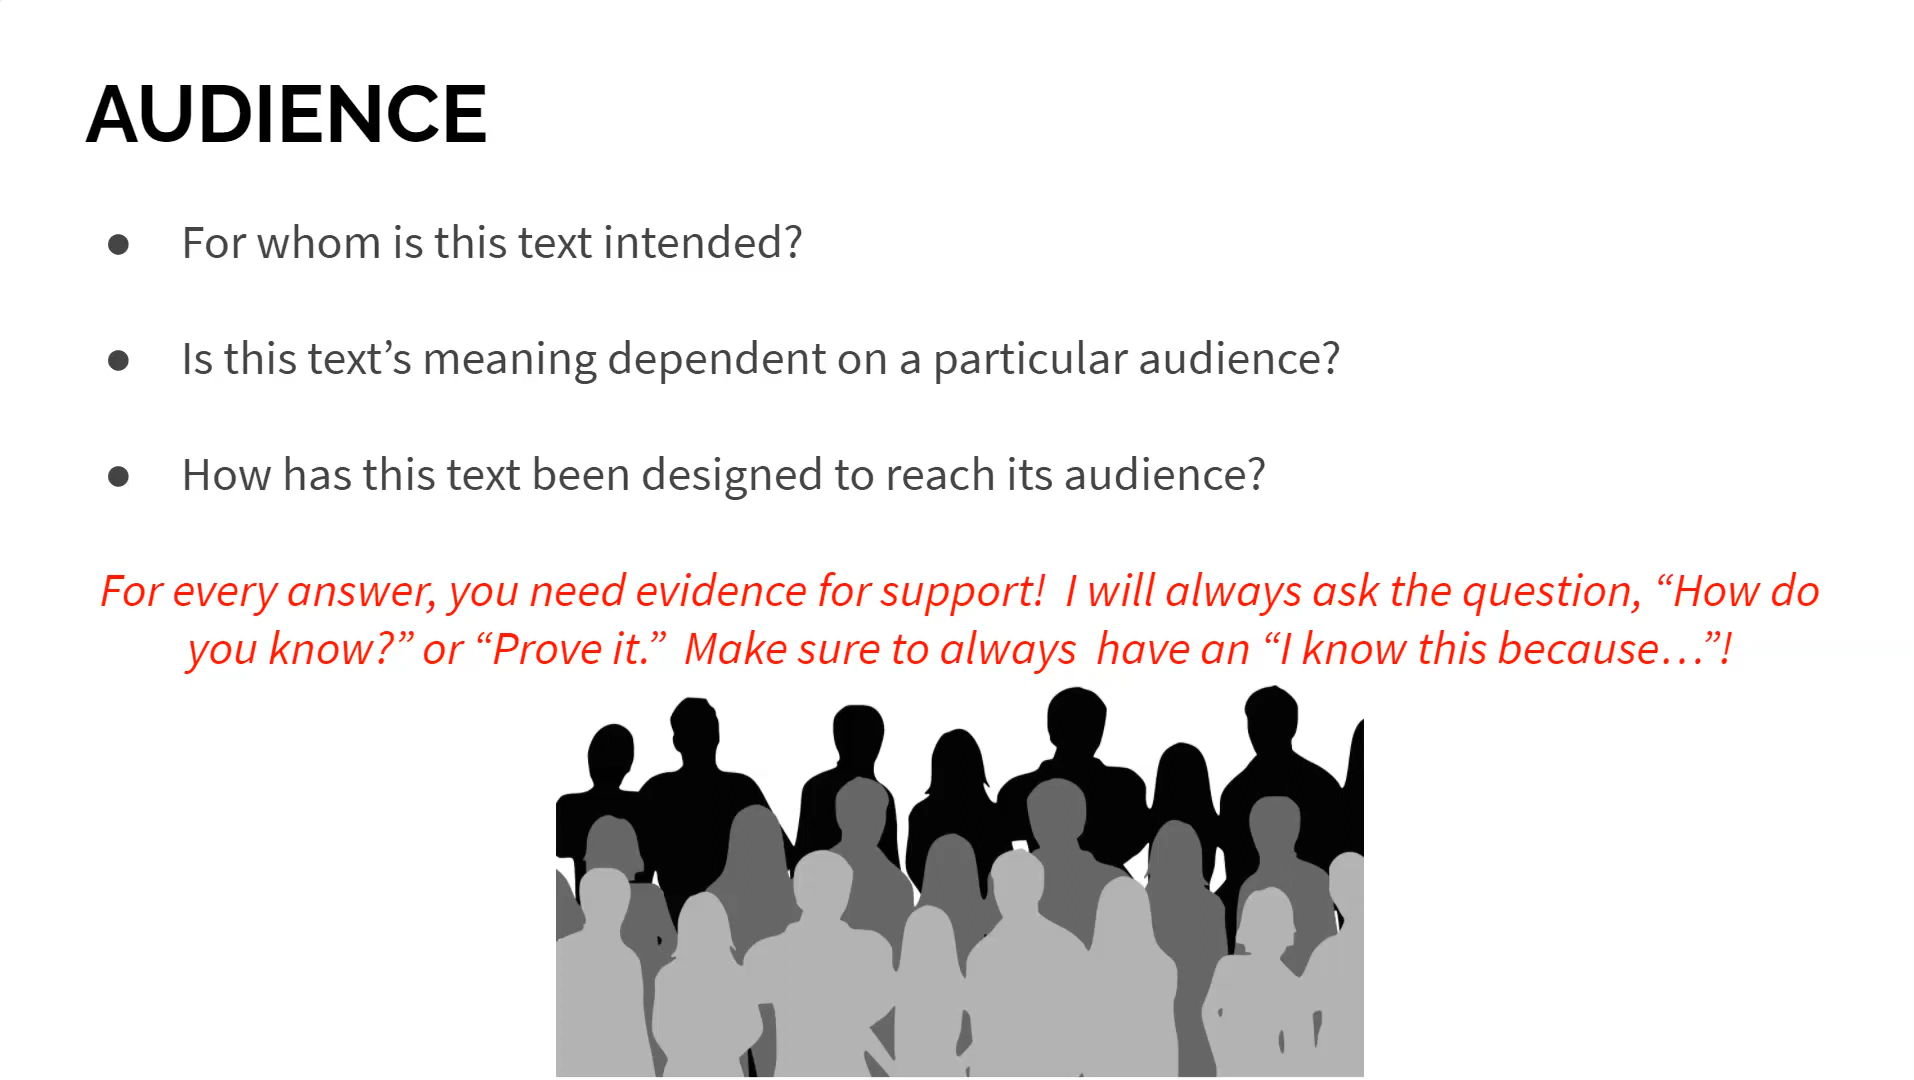 AUDIENCE
● For whom is this text intended?
● Is this text’s meaning dependent on a particular audience?
● How has this text been designed to reach its audience?
For every answer, you need evidence for support!  I will always ask the question, “How do
you know?” or “Prove it.”  Make sure to always  have an “I know this because…”!